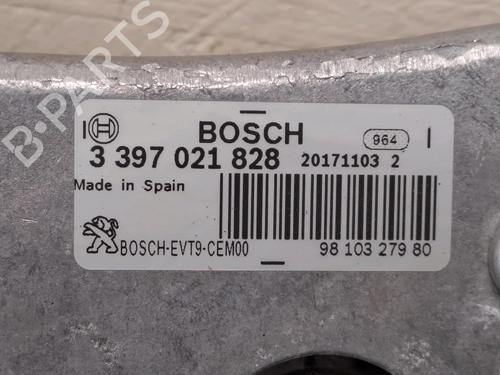 B-PARTS
BOSCH 964
3 397 021 828 20171103 2
Made in Spain
BOSCH-EVT9-CEM00 98 103 279 80